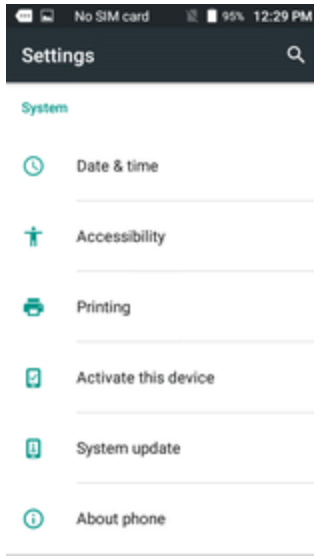 No SIM card 95% 12:29 PM
Settings
System
Date & time
Accessibility
Printing
Activate this device
System update
About phone